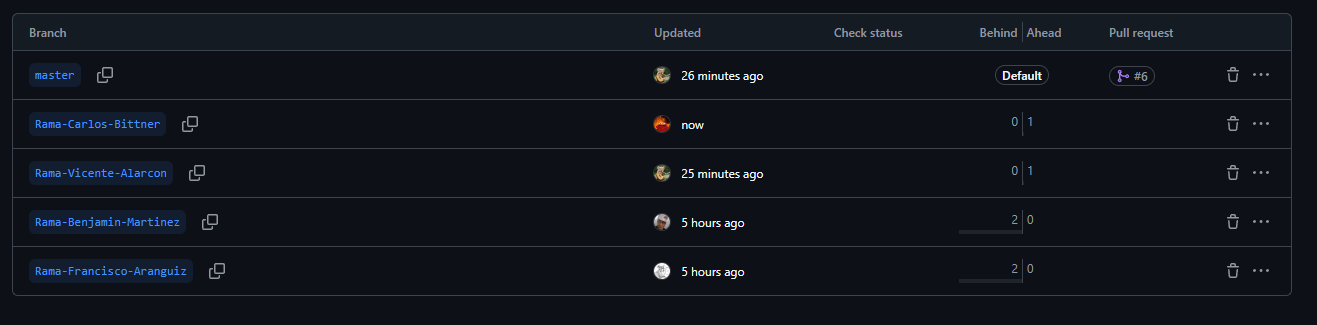 Branch Updated Check status Behind Ahead Pull request
master 26 minutes ago Default #6
Rama-Carlos-Bittner now 0 1
Rama-Vicente-Alarcon 25 minutes ago 0 1
Rama-Benjamin-Martinez 5 hours ago 2 0
Rama-Francisco-Aranguiz 5 hours ago 2 0